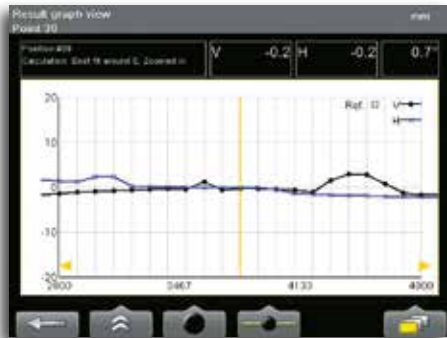 Result graph view
mm
Point 30
Position 409
Calculation: Best fit around 0, Zoomed in
V -0.2
H -0.2
0.7°
Ref. ☐ V
H
20
10
0
-10
-20
2800 3467 4133 4800